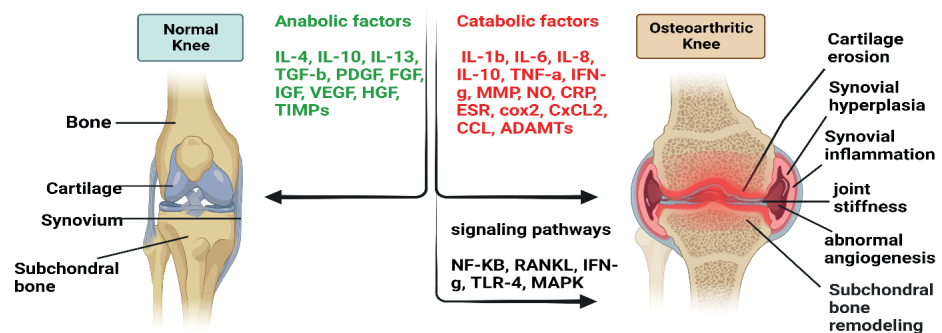 Normal
Knee
Anabolic factors
IL-4, IL-10, IL-13,
TGF-b, PDGF, FGF,
IGF, VEGF, HGF,
TIMPs
Catabolic factors
IL-1b, IL-6, IL-8,
IL-10, TNF-a, IFN-
g, MMP, NO, CRP,
ESR, cox2, CxCL2,
CCL, ADAMTs
Osteoarthritic
Knee
Bone
Cartilage
Synovium
Subchondral
bone
signaling pathways
NF-KB, RANKL, IFN-
g, TLR-4, MAPK
Cartilage
erosion
Synovial
hyperplasia
Synovial
inflammation
joint
stiffness
abnormal
angiogenesis
Subchondral
bone
remodeling